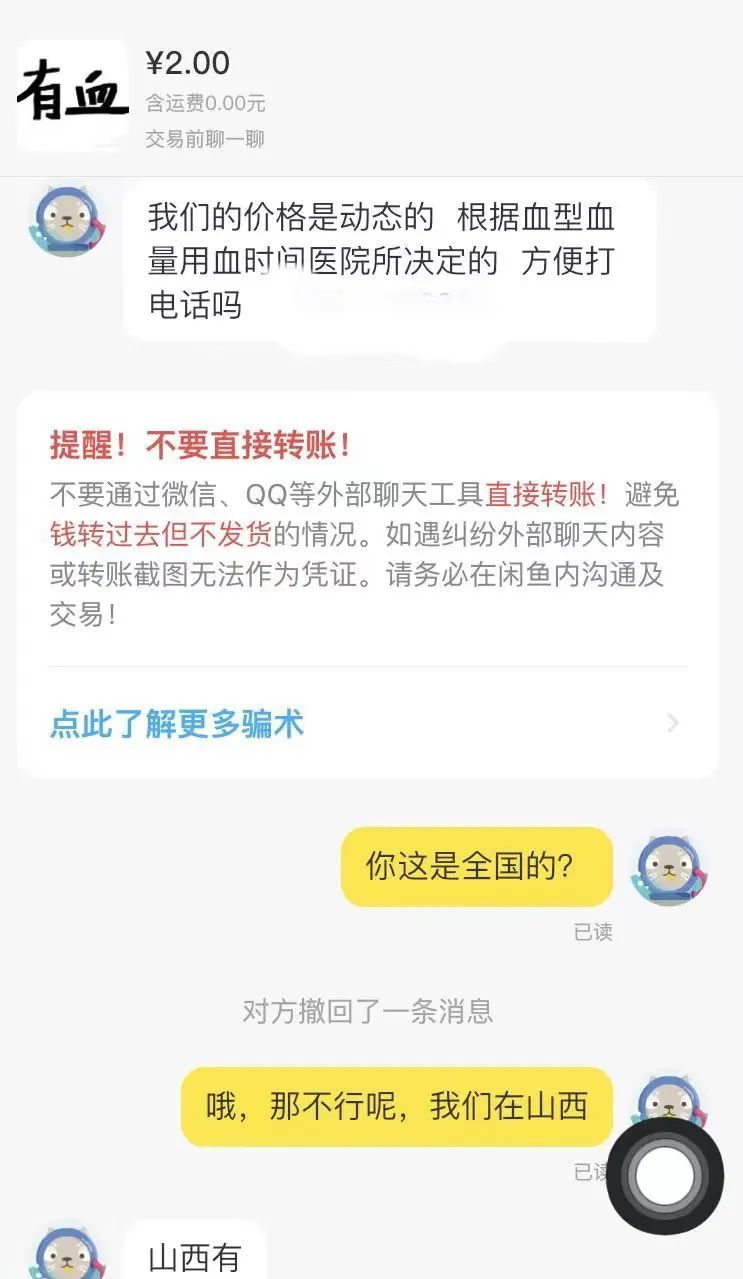 有血
¥2.00
含运费0.00元
交易前聊一聊
我们的价格是动态的 根据血型血
量用血时间医院所决定的 方便打
电话吗
提醒！不要直接转账！
不要通过微信、QQ等外部聊天工具直接转账！避免
钱转过去但不发货的情况。如遇纠纷外部聊天内容
或转账截图无法作为凭证。请务必在闲鱼内沟通及
交易！
点此了解更多骗术
你这是全国的？
已读
对方撤回了一条消息
哦，那不行呢，我们在山西
已读
山西有